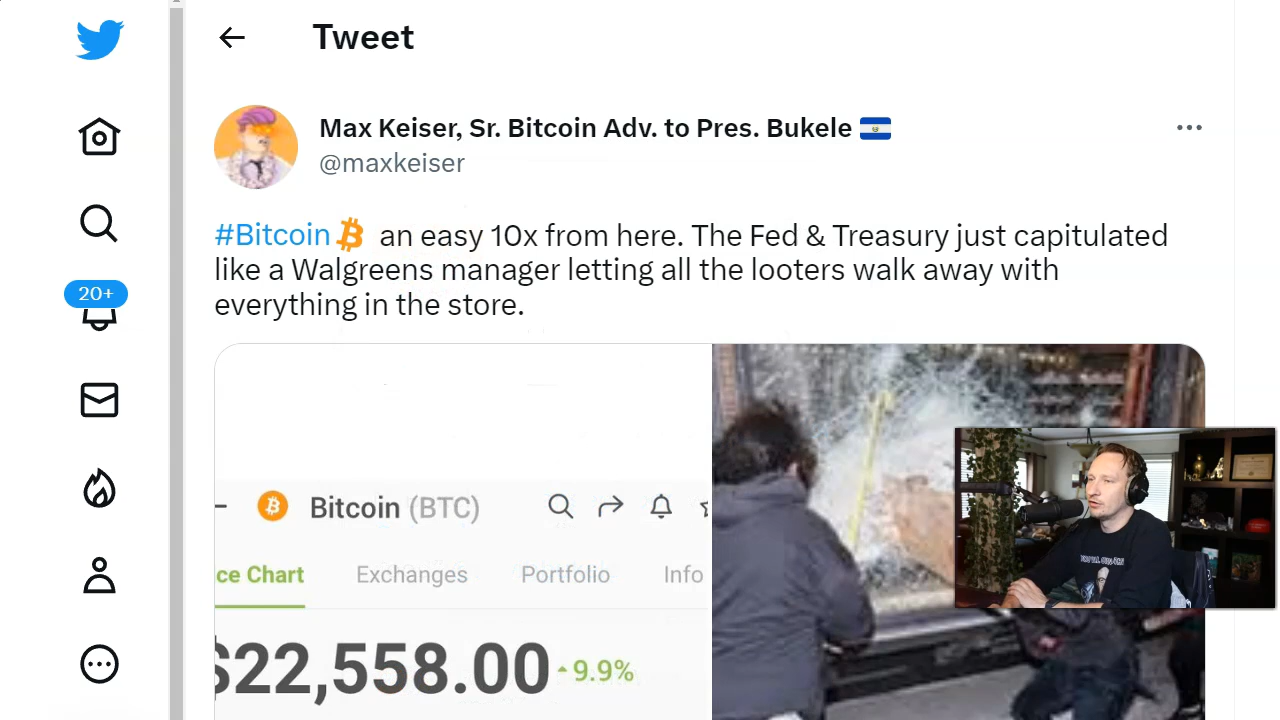 Tweet
Max Keiser, Sr. Bitcoin Adv. to Pres. Bukele
@maxkeiser
#Bitcoin an easy 10x from here. The Fed & Treasury just capitulated
like a Walgreens manager letting all the looters walk away with
everything in the store.
20+
Bitcoin (BTC)
ce Chart Exchanges Portfolio Info
$22,558.00 9.9%